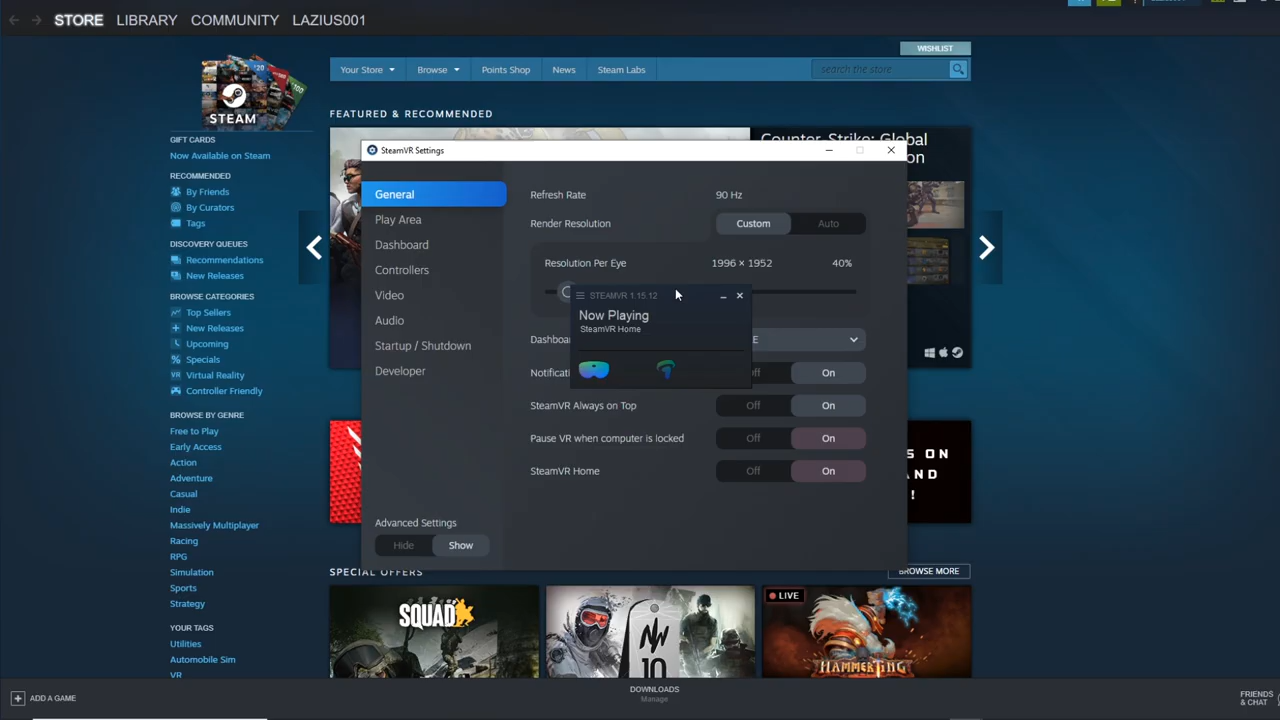 STORE LIBRARY COMMUNITY LAZIUS001
WISHLIST
Your Store Browse Points Shop News Steam Labs search the store
STEAM
FEATURED & RECOMMENDED
GIFT CARDS
Now Available on Steam
RECOMMENDED
By Friends
By Curators
Tags
DISCOVERY QUEUES
Recommendations
New Releases
BROWSE CATEGORIES
Top Sellers
New Releases
Upcoming
Specials
VR Virtual Reality
Controller Friendly
BROWSE BY GENRE
Free to Play
Early Access
Action
Adventure
Casual
Indie
Massively Multiplayer
Racing
RPG
Simulation
Sports
Strategy
YOUR TAGS
Utilities
Automobile Sim
VR
Counter-Strike: Global
SteamVR Settings
General
Play Area
Dashboard
Controllers
Video
Audio
Startup / Shutdown
Developer
Advanced Settings
Hide Show
Refresh Rate 90 Hz
Render Resolution Custom Auto
Resolution Per Eye 1996 × 1952 40%
STEAMVR 1.15.12
Now Playing
SteamVR Home
SteamVR Always on Top Off On
Pause VR when computer is locked Off On
SteamVR Home Off On
On
SPECIAL OFFERS BROWSE MORE
SQUAD
10
LIVE
HAMMERTING
ADD A GAME
DOWNLOADS
Manage
FRIENDS
& CHAT